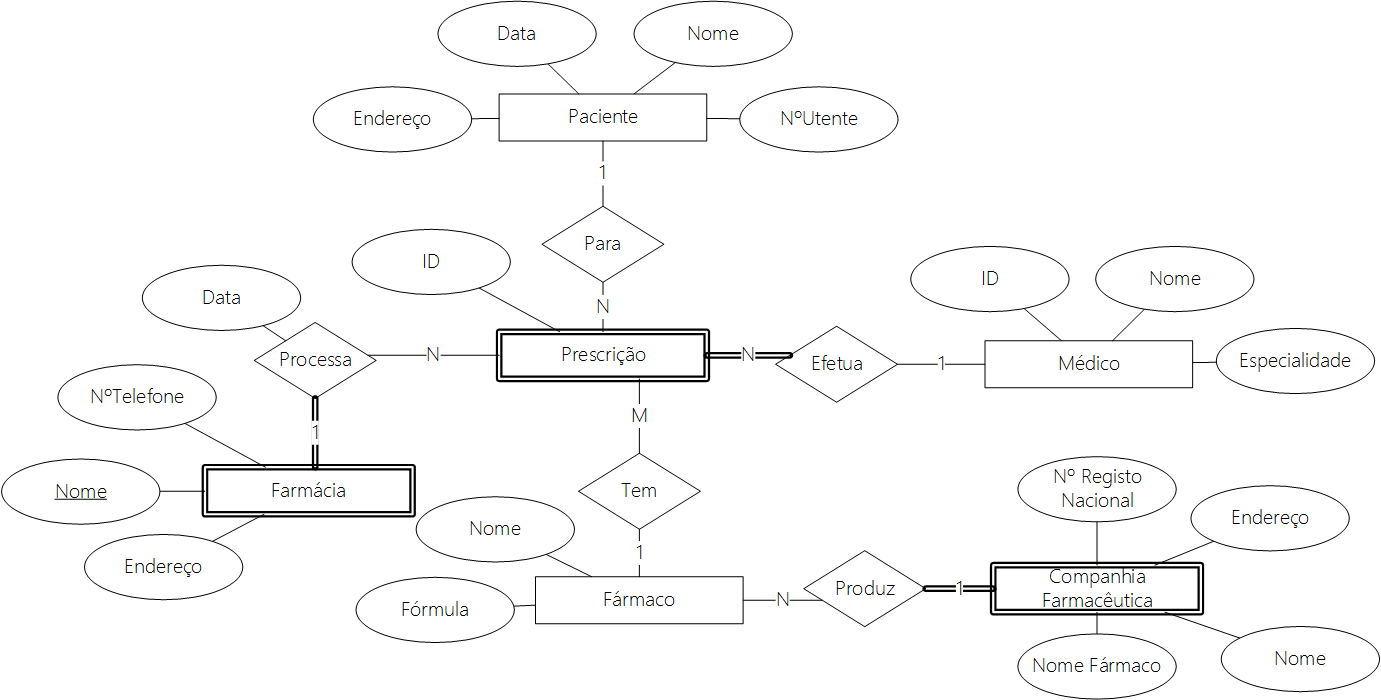 Data
Nome
Endereço
Paciente
NºUtente
1
Para
N
ID
Data
Processa
N
Prescrição
N
Efetua
1
ID
Nome
Médico
Especialidade
NºTelefone
1
Nome
Farmácia
Endereço
M
Tem
1
Nome
Fórmula
Fármaco
N
Produz
1
Nº Registo
Nacional
Endereço
Companhia
Farmacêutica
Nome Fármaco
Nome